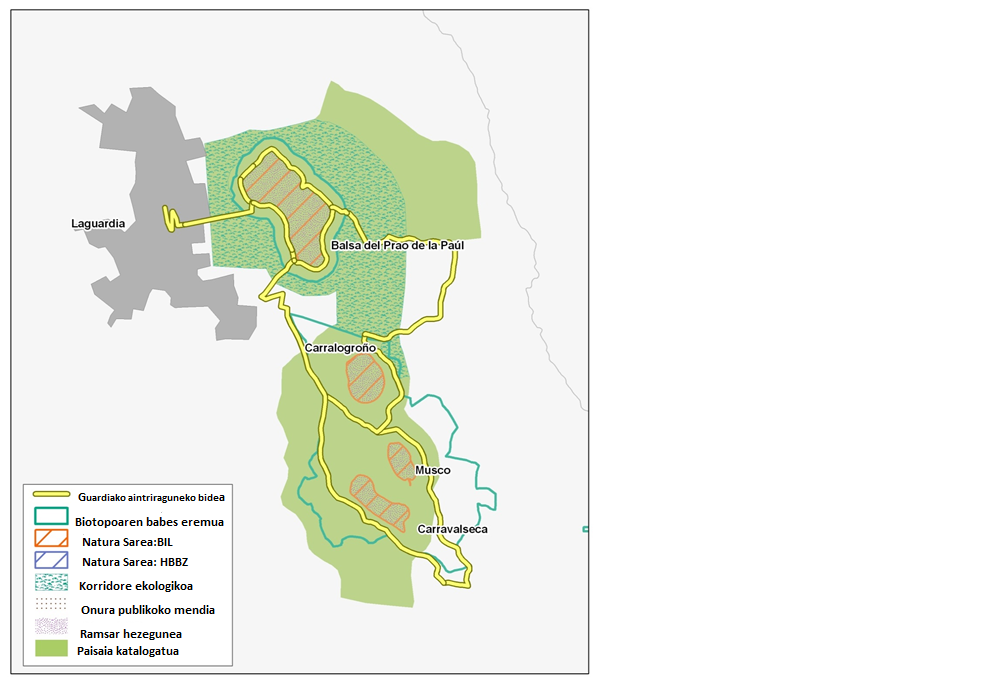 Laguardia
Balsa del Prao de la Paúl
Carralogroño
Musco
Carravalseca
Guardiako aintriraguneko bidea
Biotopoaren babes eremua
Natura Sarea:BIL
Natura Sarea: HBBZ
Korridore ekologikoa
Onura publikoko mendia
Ramsar hezegunea
Paisaia katalogatua